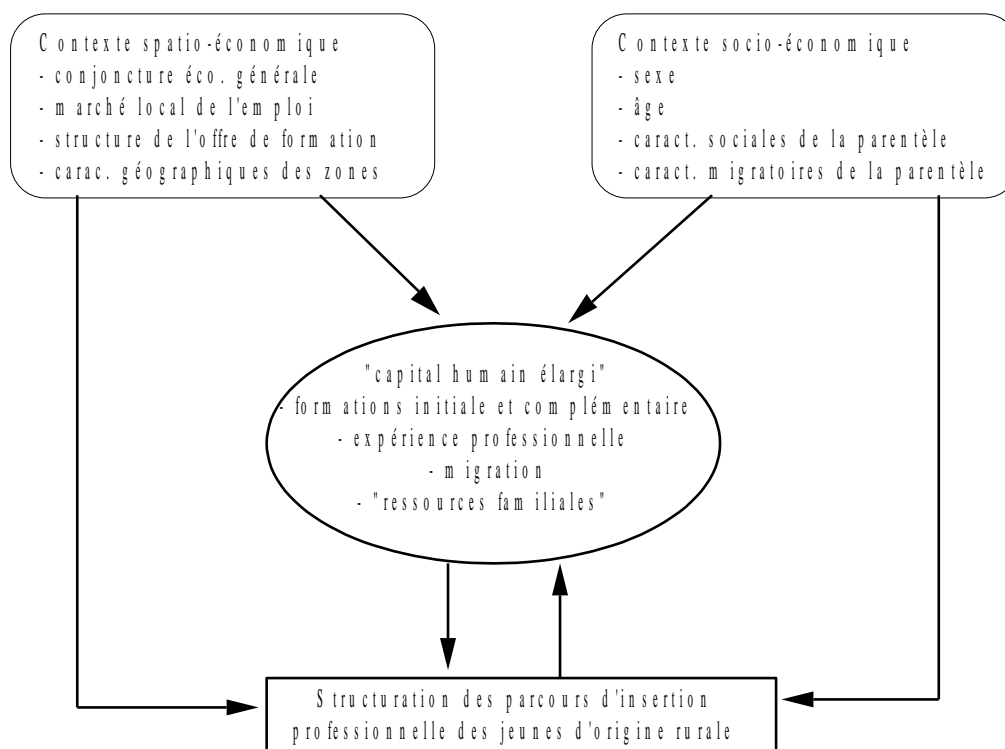 Contexte spatio-économique
- conjoncture éco. générale
- marché local de l'emploi
- structure de l'offre de formation
- carac. géographiques des zones
Contexte socio-économique
- sexe
- âge
- caract. sociales de la parentèle
- caract. migratoires de la parentèle
"capital humain élargi"
- formations initiale et complémentaire
- expérience professionnelle
- migration
- "ressources familiales"
Structuration des parcours d'insertion
professionnelle des jeunes d'origine rurale